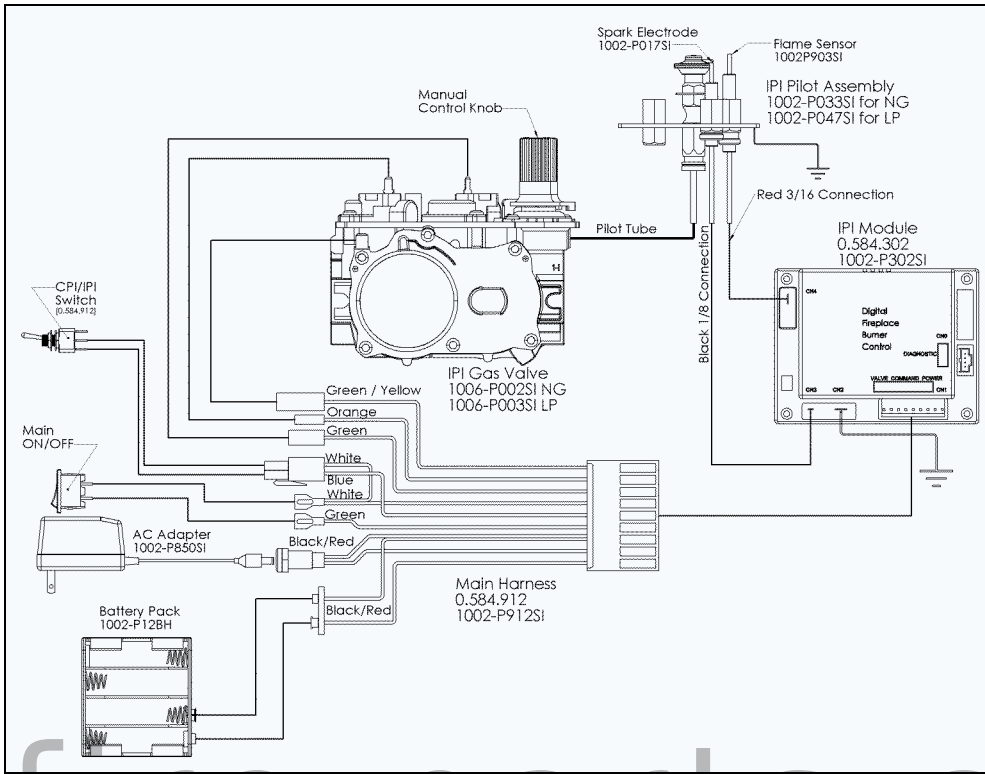 Spark Electrode
1002-P017SI
Flame Sensor
1002P903SI
IPI Pilot Assembly
1002-P033SI for NG
1002-P047SI for LP
Manual
Control Knob
Red 3/16 Connection
Pilot Tube
Black 1/8 Connection
IPI Module
0.584.302
1002-P302SI
CH4
Digital
Fireplace
Burner
Control
DIAGNOSTIC
VALVE COMMAND POWER
CH3
CH2
CN1
CPI/IPI
Switch
(0.584.912)
IPI Gas Valve
1006-P002SI NG
1006-P003SI LP
Green / Yellow
Orange
Green
Main
ON/OFF
White
Blue
White
Green
AC Adapter
1002-P850SI
Black/Red
Main Harness
0.584.912
1002-P912SI
Battery Pack
1002-P12BH
Black/Red